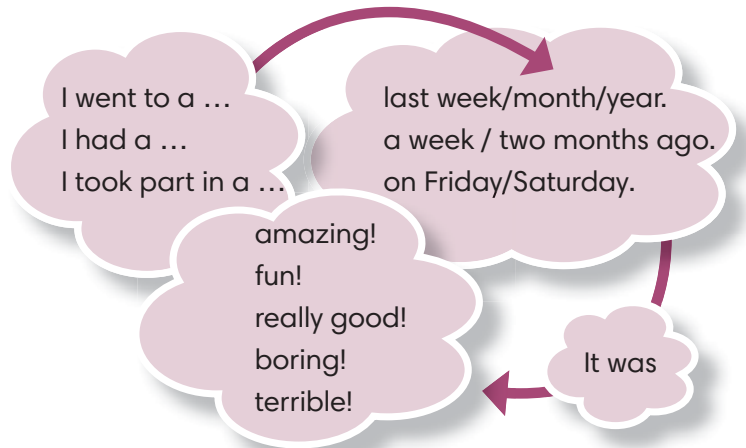 I went to a …
I had a …
I took part in a …
last week/month/year.
a week / two months ago.
on Friday/Saturday.
It was
amazing!
fun!
really good!
boring!
terrible!